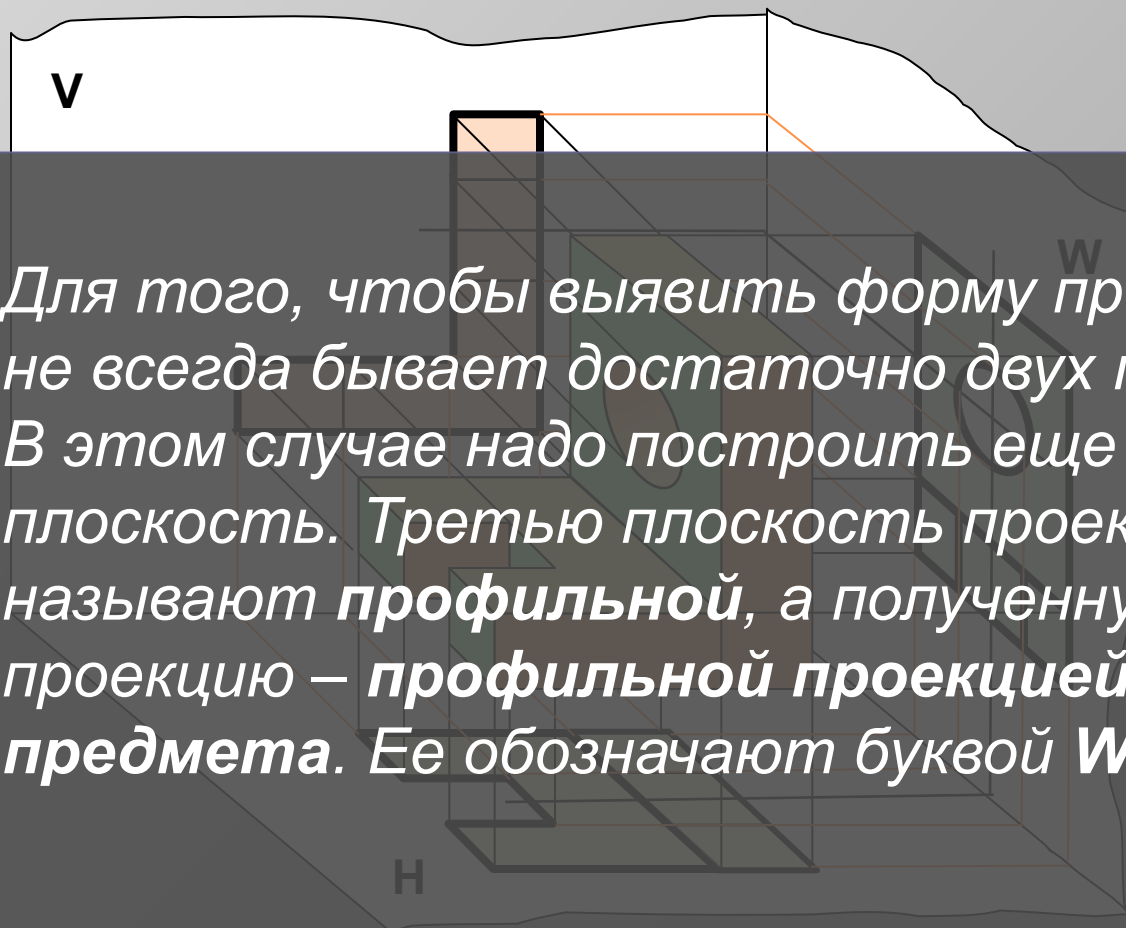 V
W
Для того, чтобы выявить форму пр
не всегда бывает достаточно двух
В этом случае надо построить еще
плоскость. Третью плоскость проек
называют профильной, а полученну
проекцию – профильной проекцией
предмета. Ее обозначают буквой W
H